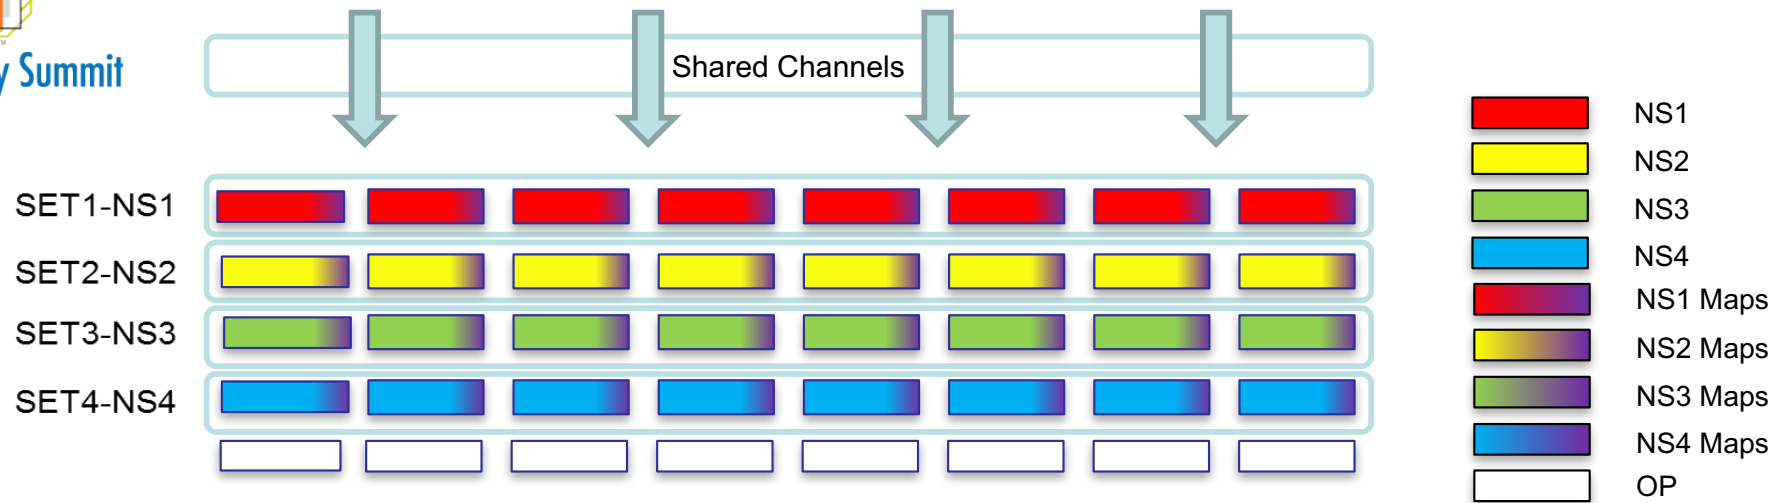 Summit
Shared Channels
SET1-NS1
SET2-NS2
SET3-NS3
SET4-NS4
NS1
NS2
NS3
NS4
NS1 Maps
NS2 Maps
NS3 Maps
NS4 Maps
OP